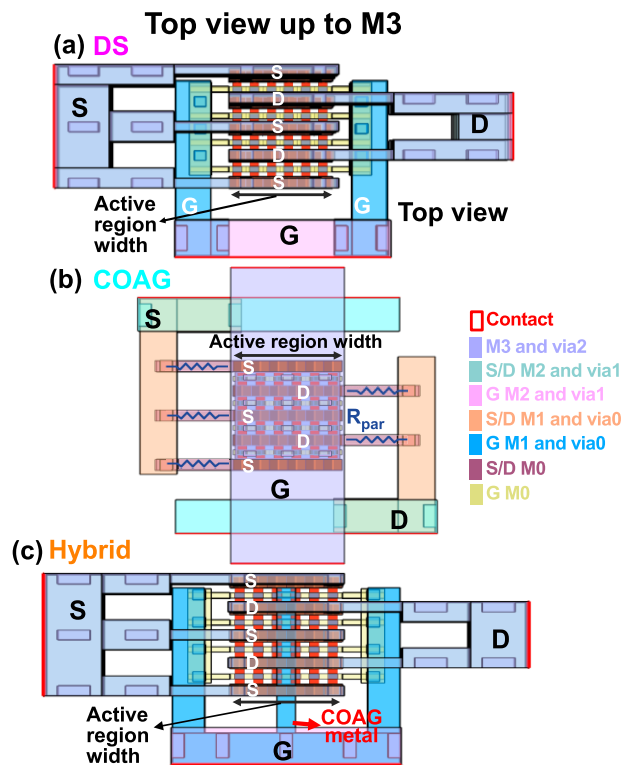 Top view up to M3
(a) DS
S
S
D
S
D
S
D
G
G
Active
region
width
Top view
G
(b) COAG
S
Active region width
S
D
S
D
S
R_par
G
D
Contact
M3 and via2
S/D M2 and via1
G M2 and via1
S/D M1 and via0
G M1 and via0
S/D M0
G M0
(c) Hybrid
S
S
D
S
D
S
D
Active
region
width
COAG
metal
G